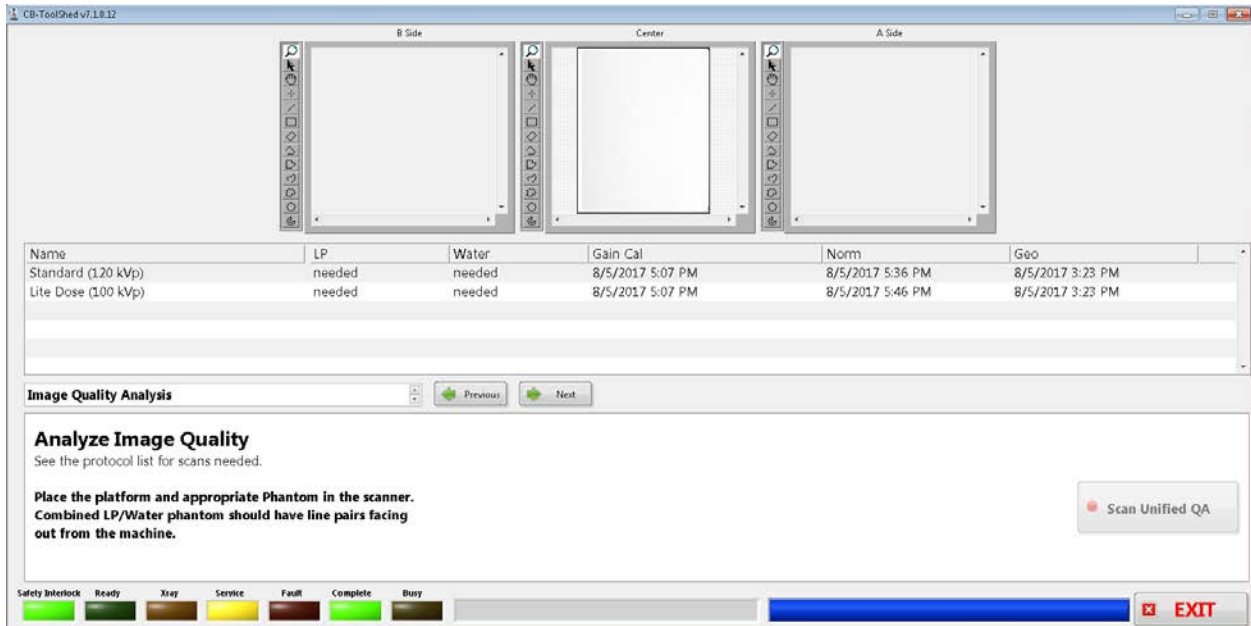 CB-ToolShed v7.1.0.12
B Side Center A Side
Name LP Water Gain Cal Norm Geo
Standard (120 kVp) needed needed 8/5/2017 5:07 PM 8/5/2017 5:36 PM 8/5/2017 3:23 PM
Lite Dose (100 kVp) needed needed 8/5/2017 5:07 PM 8/5/2017 5:46 PM 8/5/2017 3:23 PM
Image Quality Analysis Previous Next
Analyze Image Quality
See the protocol list for scans needed.
Place the platform and appropriate Phantom in the scanner.
Combined LP/Water phantom should have line pairs facing
out from the machine.
Scan Unified QA
Safety Interlock Ready Xray Service Fault Complete Busy
EXIT